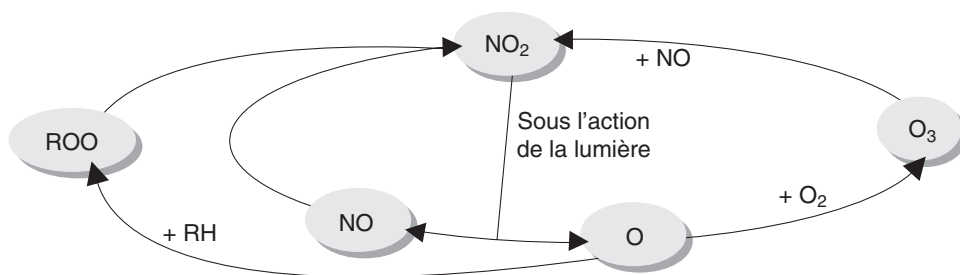 NO₂
+ NO
Sous l'action
de la lumière
ROO
O₃
+ O₂
NO
O
+ RH